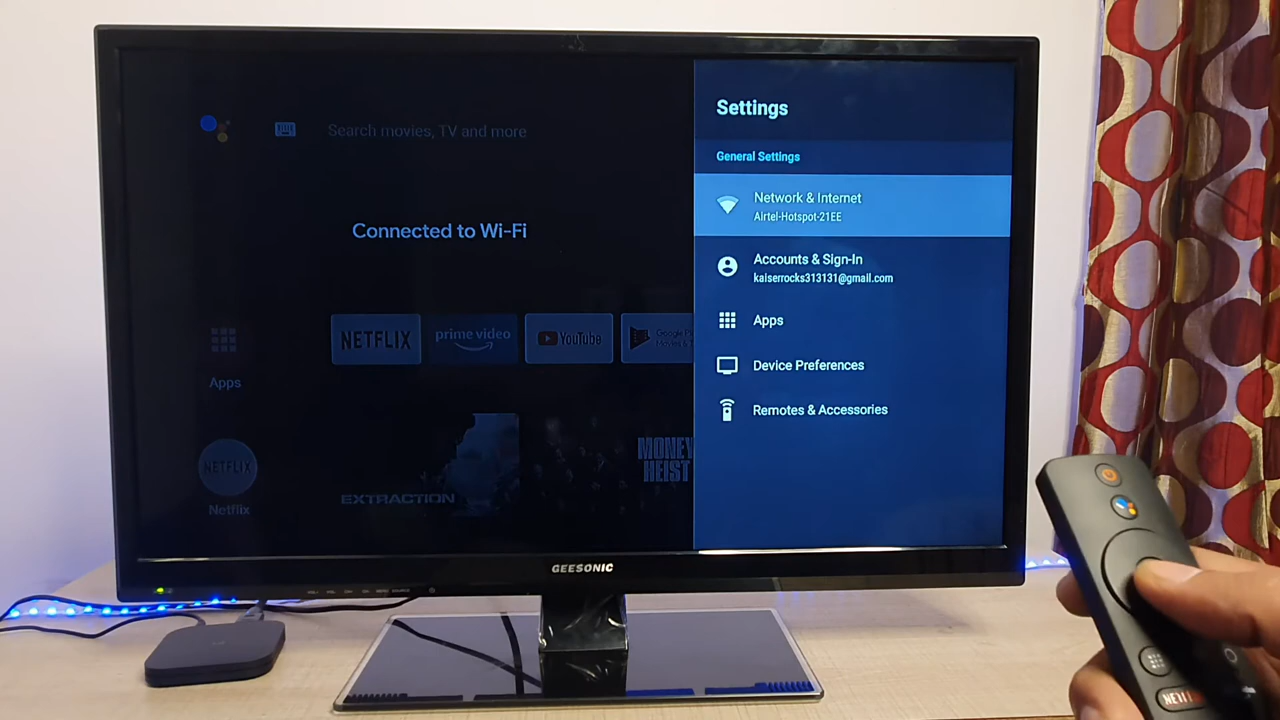 Search movies, TV and more
Connected to Wi-Fi
NETFLIX
prime video
YouTube
Apps
NETFLIX
Netflix
EXTRACTION
MONEY
HEIST
Settings
General Settings
Network & Internet
Airtel-Hotspot-21EE
Accounts & Sign-In
kaiserrocks313131@gmail.com
Apps
Device Preferences
Remotes & Accessories
GEESONIC